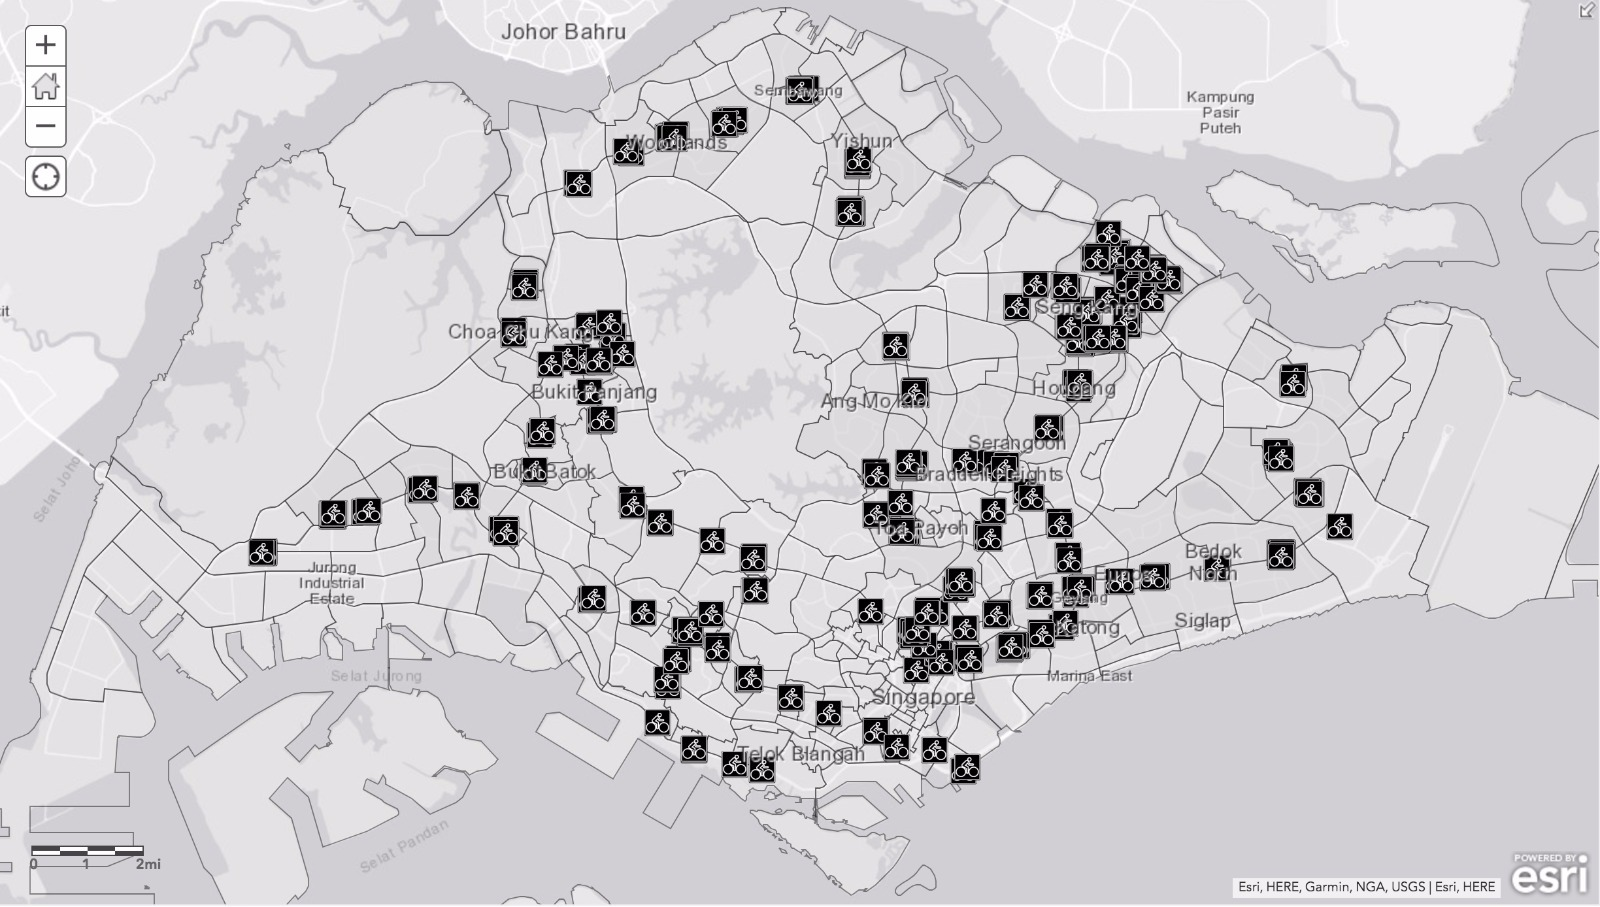 Johor Bahru
Sembawang
Kampung
Pasir
Puteh
Woodlands
Yishun
it
Choa Chu Kang
Sengkang
Bukit Panjang
Hougang
Ang Mo Kio
Serangoon
Bukit Batok
Braddell Heights
Selat Johor
Toa Payoh
Jurong
Industrial
Estate
Bedok
North
Eunos
Geylang
Siglap
Katong
Selat Jurong
Marina East
Singapore
Telok Blangah
Selat Pandan
0 1 2mi
POWERED BY
esri
Esri, HERE, Garmin, NGA, USGS | Esri, HERE